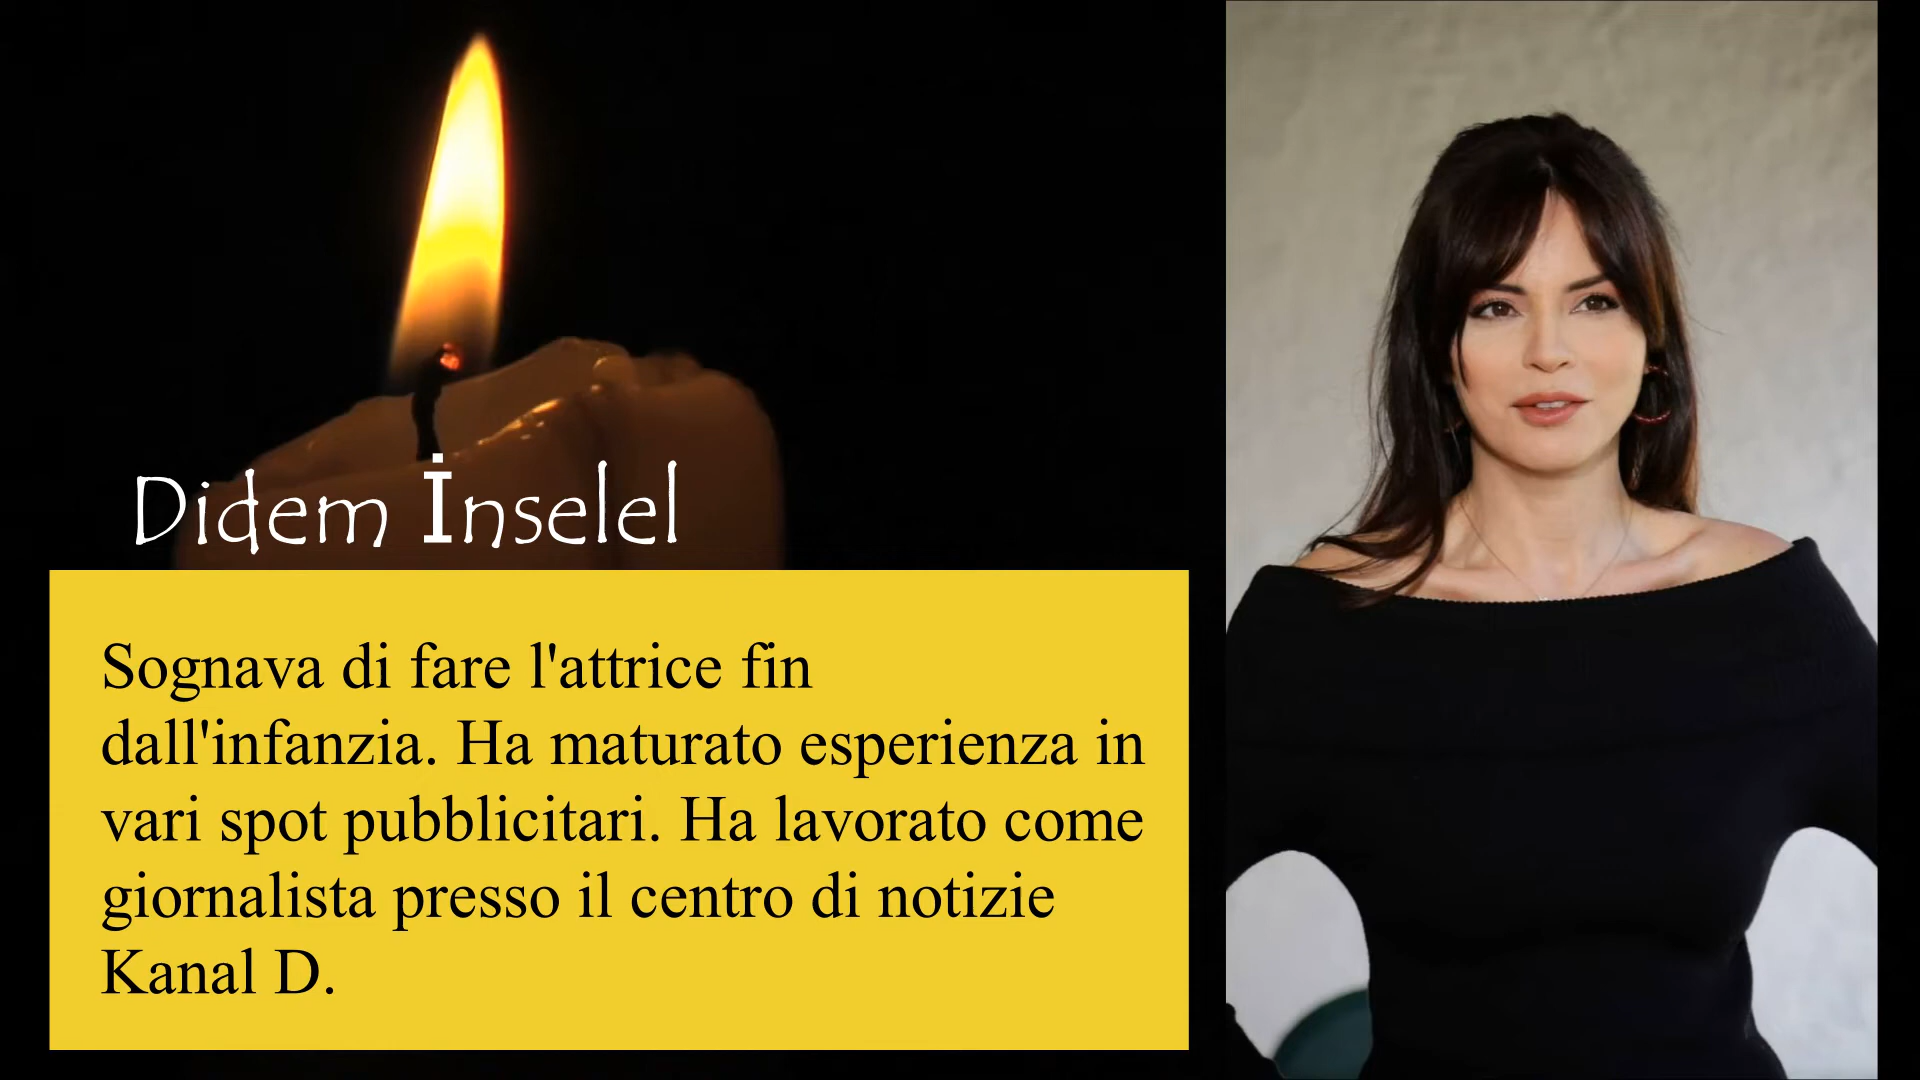 Didem İnselel
Sognava di fare l'attrice fin
dall'infanzia. Ha maturato esperienza in
vari spot pubblicitari. Ha lavorato come
giornalista presso il centro di notizie
Kanal D.